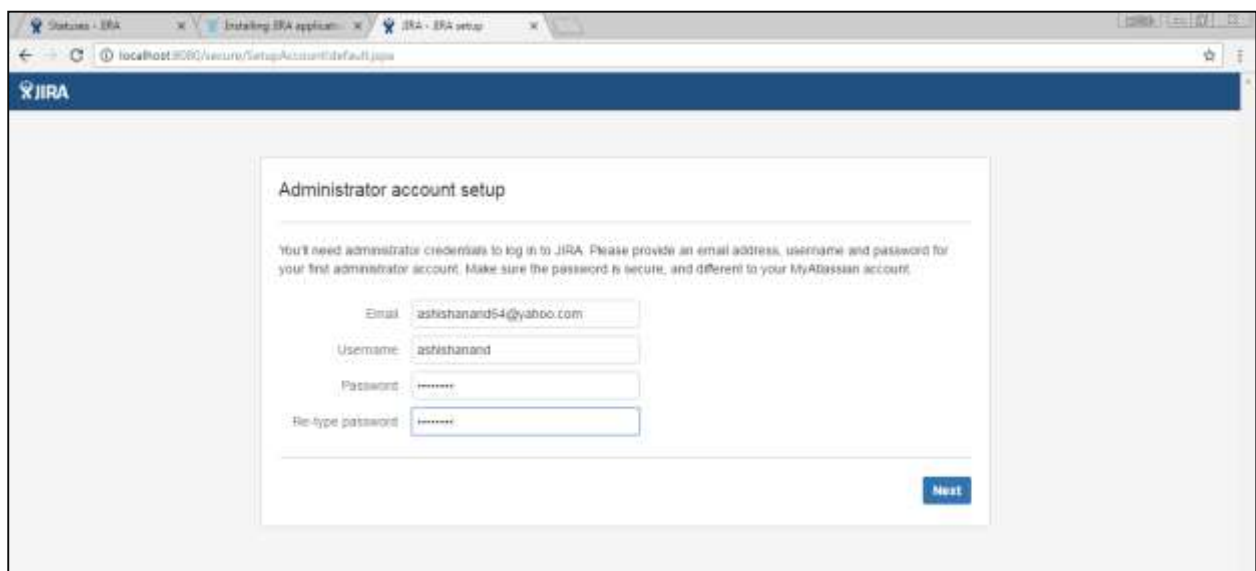 Statuses - JIRA
Installing JIRA applicati
JIRA - JIRA setup
localhost:8080/secure/SetupAccount!default.jspa
JIRA
Administrator account setup
You'll need administrator credentials to log in to JIRA. Please provide an email address, username and password for
your first administrator account. Make sure the password is secure, and different to your MyAtlassian account.
Email ashishanand64@yahoo.com
Username ashishanand
Password ••••••••
Re-type password ••••••••
Next